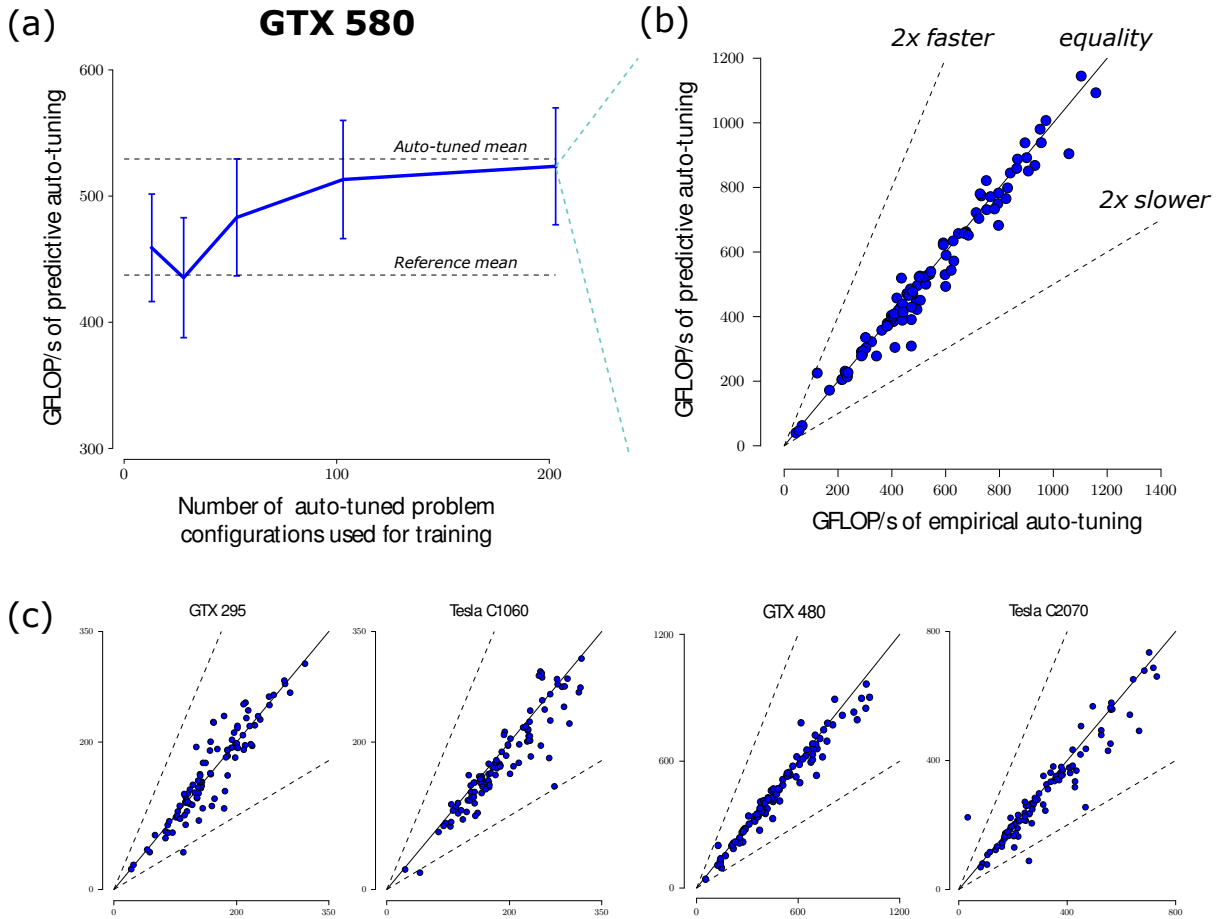 (a)
GTX 580
600
500
400
300
GFLOP/s of predictive auto-tuning
Auto-tuned mean
Reference mean
0
100
200
Number of auto-tuned problem
configurations used for training
(b)
2x faster
equality
2x slower
1200
1000
800
600
400
200
0
GFLOP/s of predictive auto-tuning
0
200
400
600
800
1000
1200
1400
GFLOP/s of empirical auto-tuning
(c)
GTX 295
350
200
0
0
200
350
Tesla C1060
350
200
0
0
200
350
GTX 480
1200
600
0
0
600
1200
Tesla C2070
800
400
0
0
400
800